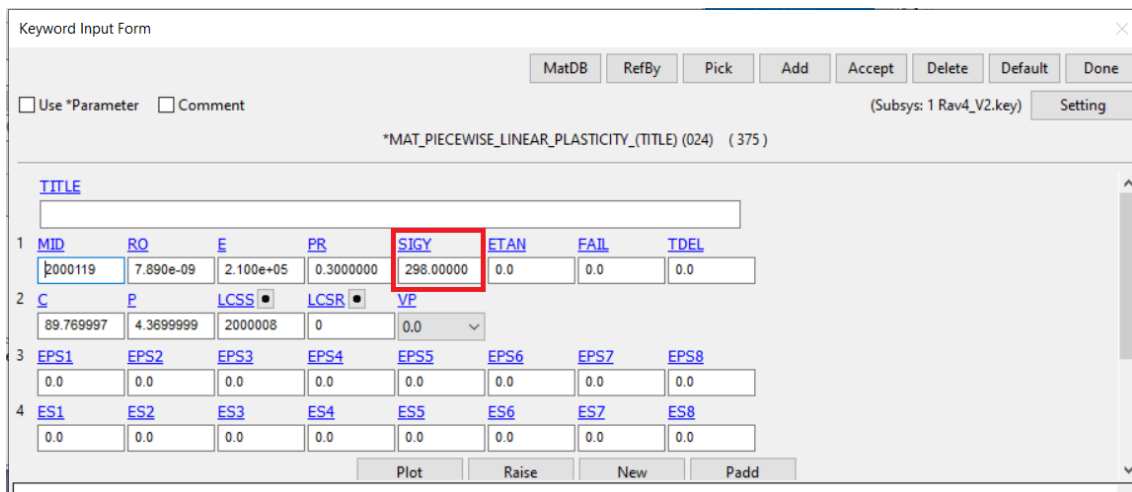 Keyword Input Form
MatDB RefBy Pick Add Accept Delete Default Done
Use *Parameter Comment (Subsys: 1 Rav4_V2.key) Setting
*MAT_PIECEWISE_LINEAR_PLASTICITY_(TITLE) (024) (375)
TITLE
1 MID RO E PR SIGY ETAN FAIL TDEL
2000119 7.890e-09 2.100e+05 0.3000000 298.00000 0.0 0.0 0.0
2 C P LCSS LCSR VP
89.769997 4.3699999 2000008 0 0.0
3 EPS1 EPS2 EPS3 EPS4 EPS5 EPS6 EPS7 EPS8
0.0 0.0 0.0 0.0 0.0 0.0 0.0 0.0
4 ES1 ES2 ES3 ES4 ES5 ES6 ES7 ES8
0.0 0.0 0.0 0.0 0.0 0.0 0.0 0.0
Plot Raise New Padd